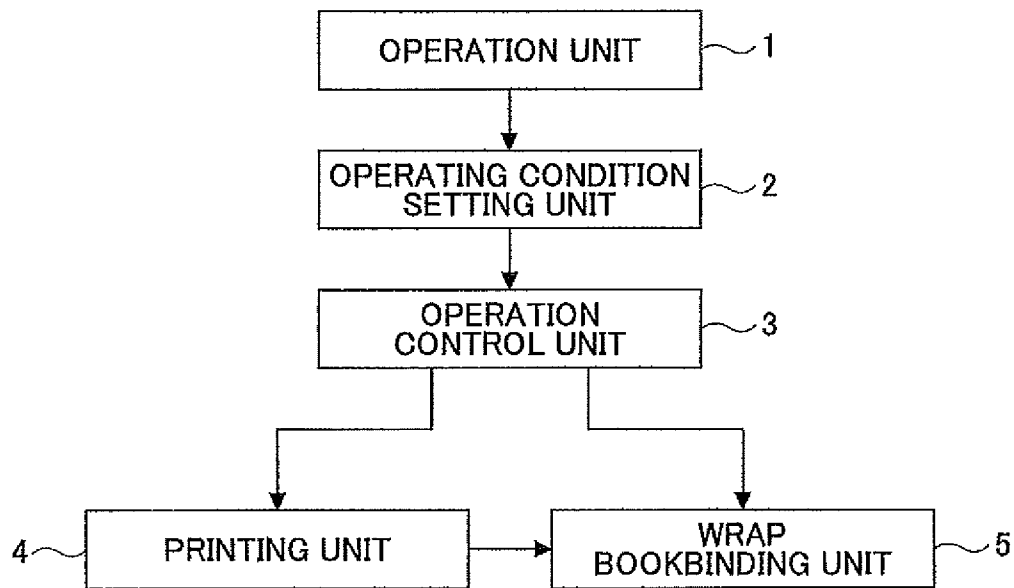 OPERATION UNIT
1
OPERATING CONDITION
SETTING UNIT
2
OPERATION
CONTROL UNIT
3
4
PRINTING UNIT
WRAP
BOOKBINDING UNIT
5